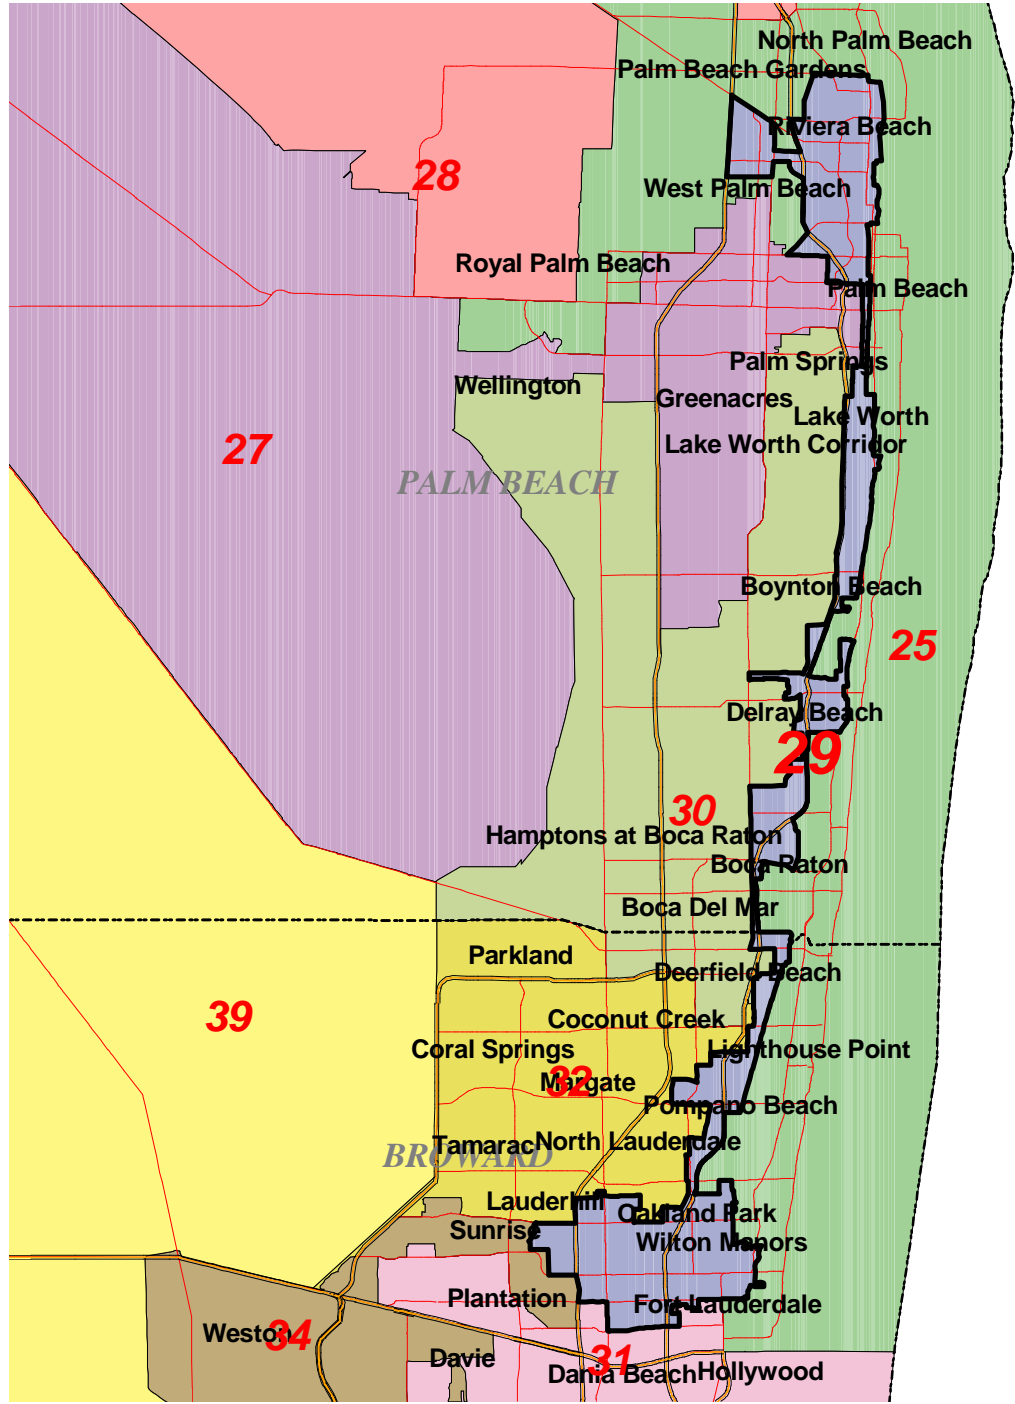 North Palm Beach
Palm Beach Gardens
Riviera Beach
28
West Palm Beach
Royal Palm Beach
Palm Beach
Palm Springs
Wellington
Greenacres
Lake Worth
27
Lake Worth Corridor
PALM BEACH
Boynton Beach
25
Delray Beach
29
30
Hamptons at Boca Raton
Boca Raton
Boca Del Mar
Parkland
Deerfield Beach
39
Coconut Creek
Coral Springs
Lighthouse Point
32
Margate
Pompano Beach
Tamarac
North Lauderdale
BROWARD
Lauderhill
Oakland Park
Sunrise
Wilton Manors
Plantation
Fort Lauderdale
Weston
34
Davie
31
Dania Beach
Hollywood